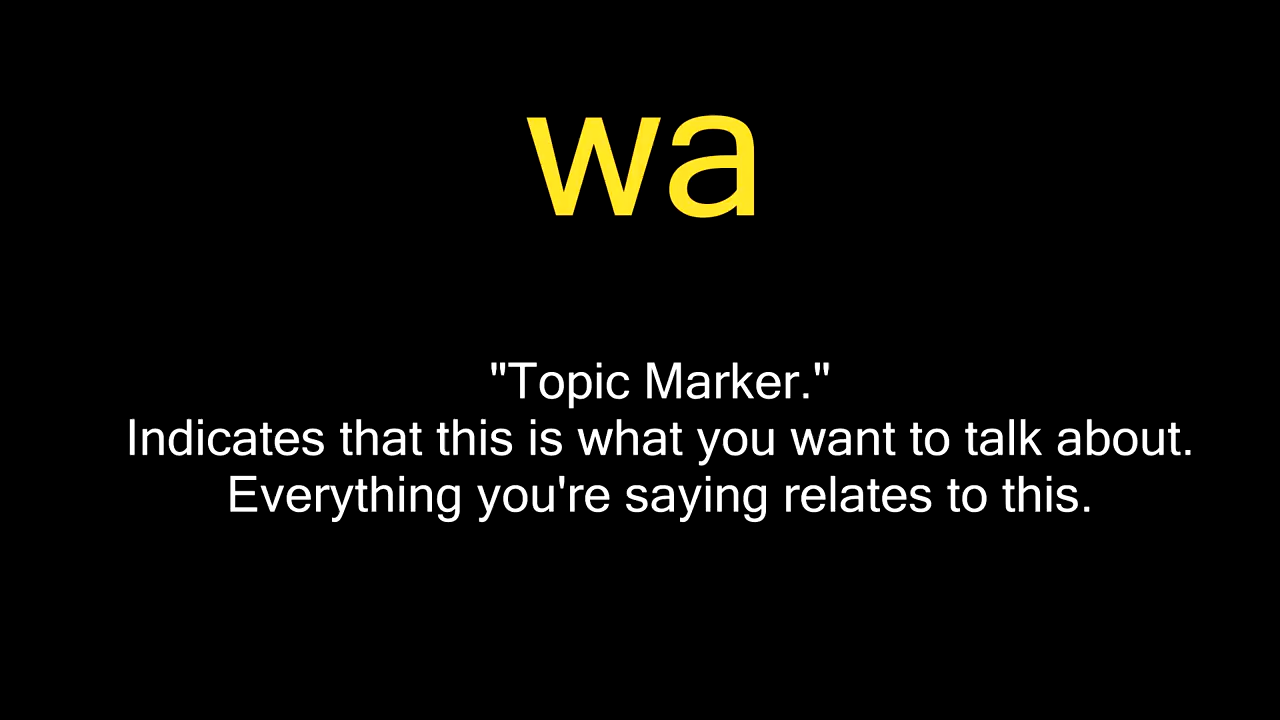 wa
"Topic Marker."
Indicates that this is what you want to talk about.
Everything you're saying relates to this.